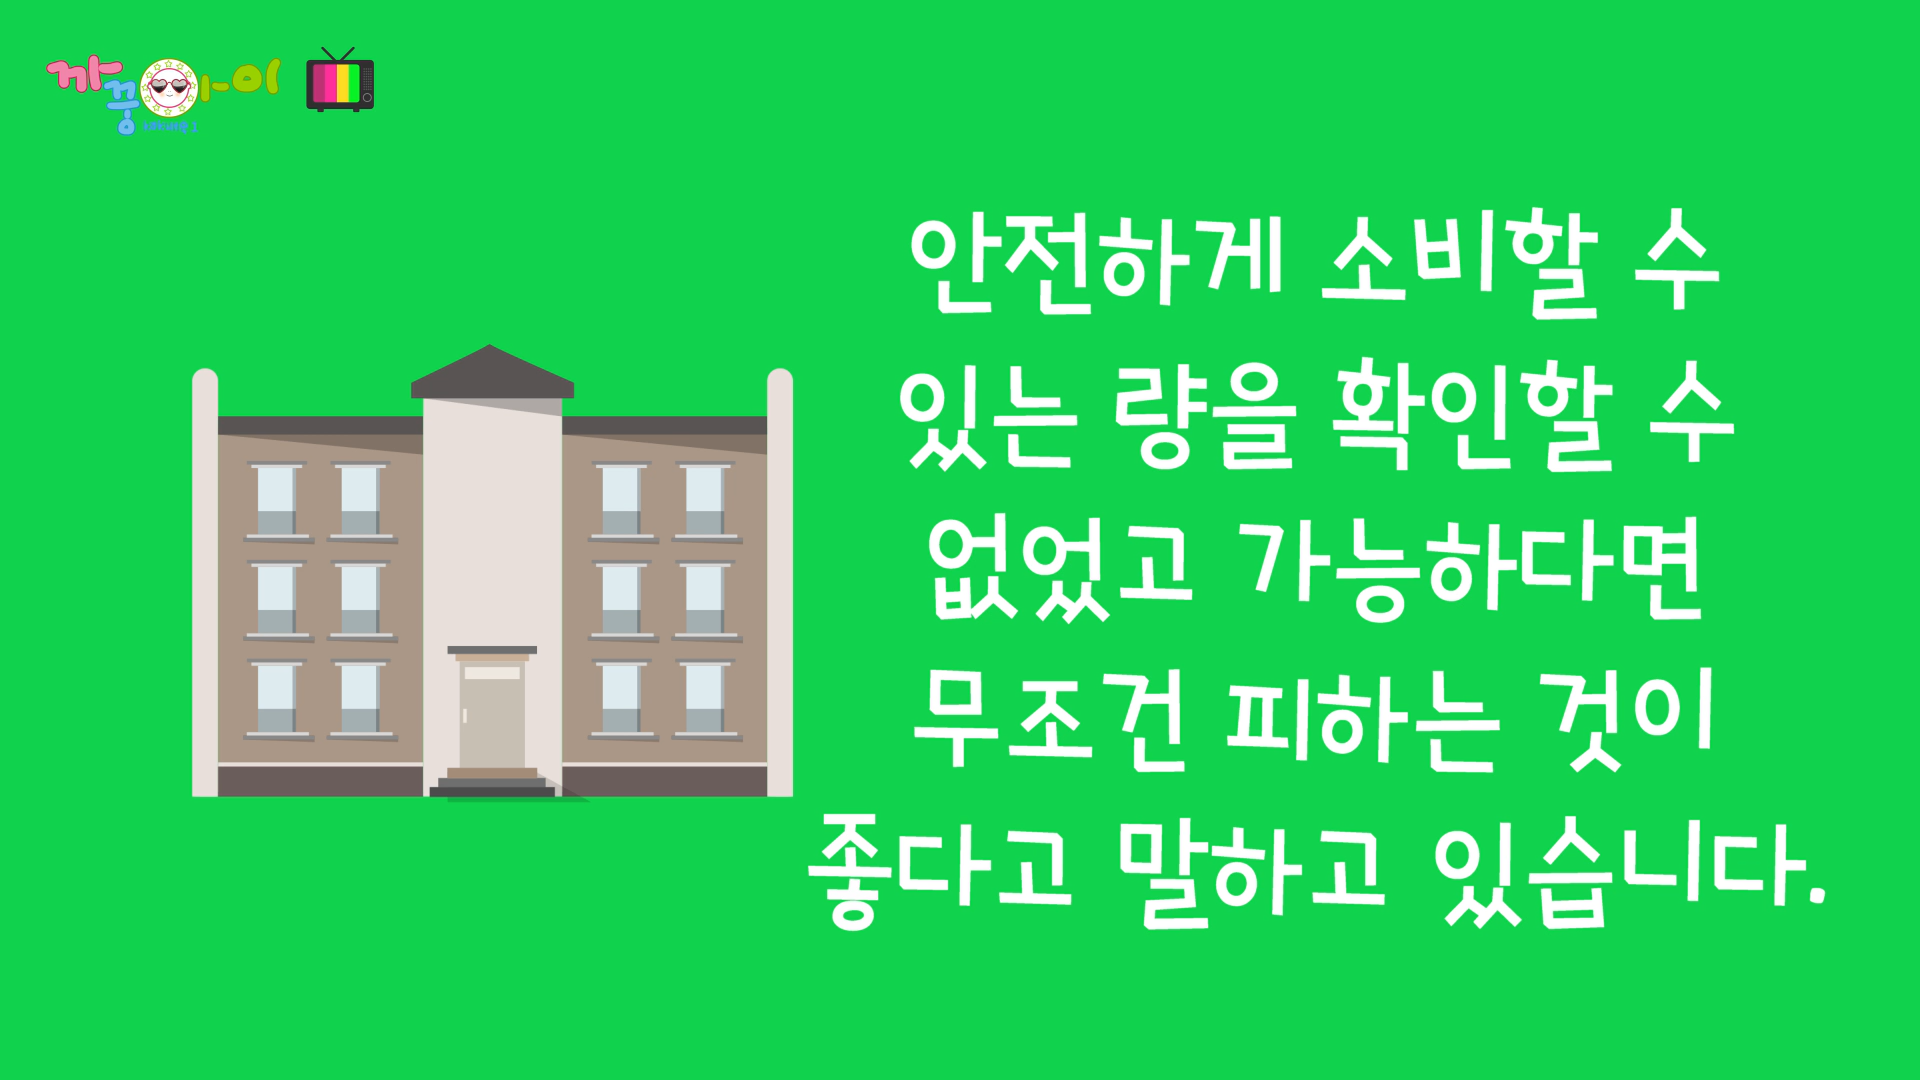 까꿍아이
안전하게 소비할 수
있는 량을 확인할 수
없었고 가능하다면
무조건 피하는 것이
좋다고 말하고 있습니다.